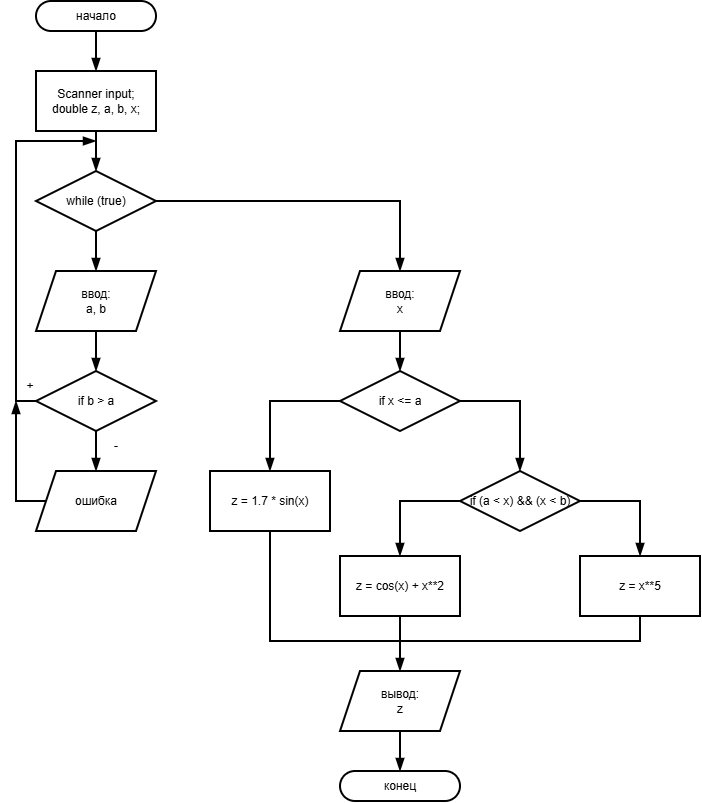 начало
Scanner input;
double z, a, b, x;
while (true)
ввод:
a, b
ввод:
x
+
if b > a
if x <= a
-
ошибка
z = 1.7 * sin(x)
if (a < x) && (x < b)
z = cos(x) + x**2
z = x**5
вывод:
z
конец